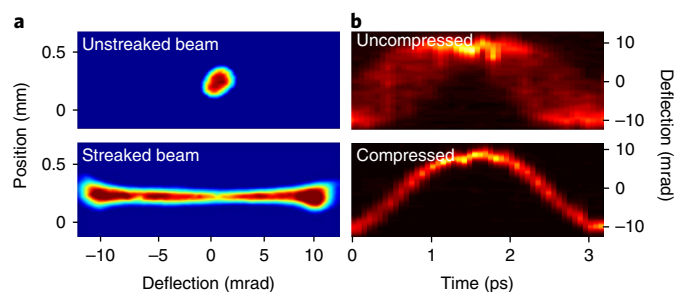 a
Unstreaked beam
0.5
0
Streaked beam
0.5
0
Position (mm)
−10
−5
0
5
10
Deflection (mrad)
b
Uncompressed
10
0
−10
Compressed
10
0
−10
Deflection (mrad)
0
1
2
3
Time (ps)